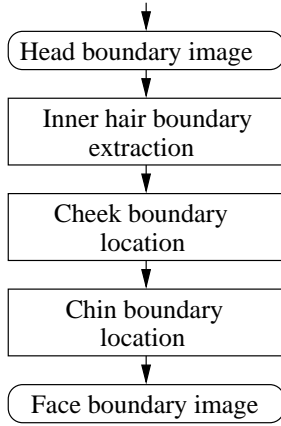 Head boundary image
Inner hair boundary
extraction
Cheek boundary
location
Chin boundary
location
Face boundary image